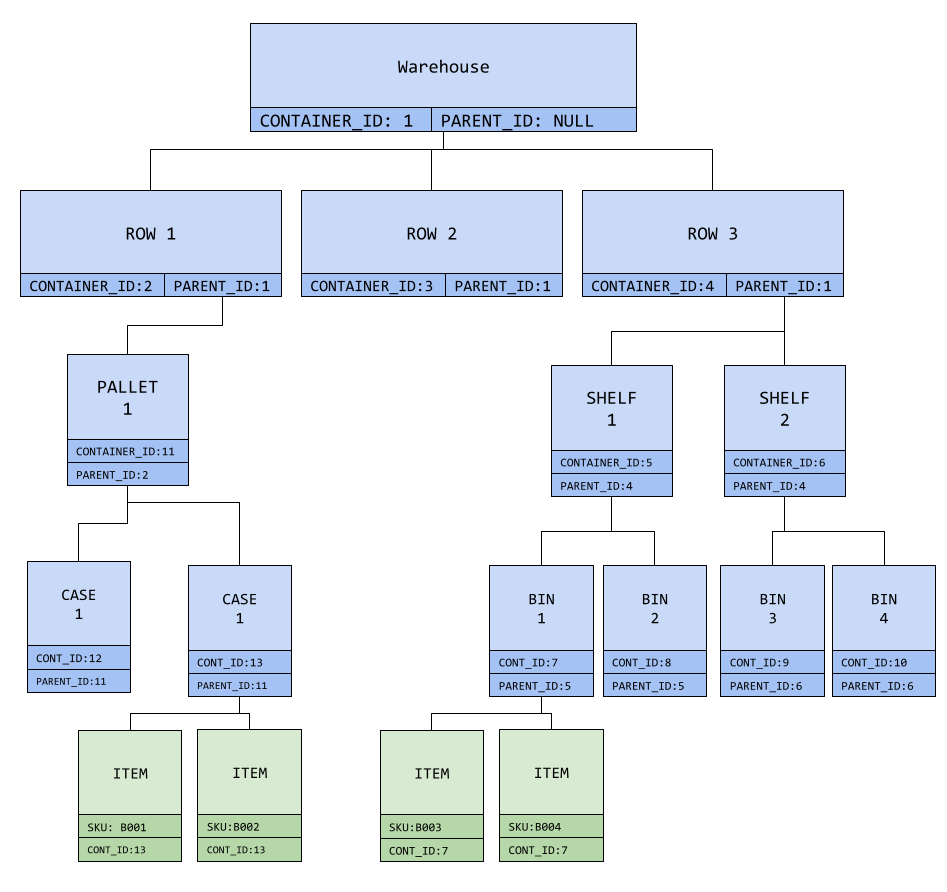 Warehouse
CONTAINER_ID: 1
PARENT_ID: NULL
ROW 1
CONTAINER_ID:2
PARENT_ID:1
ROW 2
CONTAINER_ID:3
PARENT_ID:1
ROW 3
CONTAINER_ID:4
PARENT_ID:1
PALLET
1
CONTAINER_ID:11
PARENT_ID:2
SHELF
1
CONTAINER_ID:5
PARENT_ID:4
SHELF
2
CONTAINER_ID:6
PARENT_ID:4
CASE
1
CONT_ID:12
PARENT_ID:11
CASE
1
CONT_ID:13
PARENT_ID:11
BIN
1
CONT_ID:7
PARENT_ID:5
BIN
2
CONT_ID:8
PARENT_ID:5
BIN
3
CONT_ID:9
PARENT_ID:6
BIN
4
CONT_ID:10
PARENT_ID:6
ITEM
SKU: B001
CONT_ID:13
ITEM
SKU:B002
CONT_ID:13
ITEM
SKU:B003
CONT_ID:7
ITEM
SKU:B004
CONT_ID:7